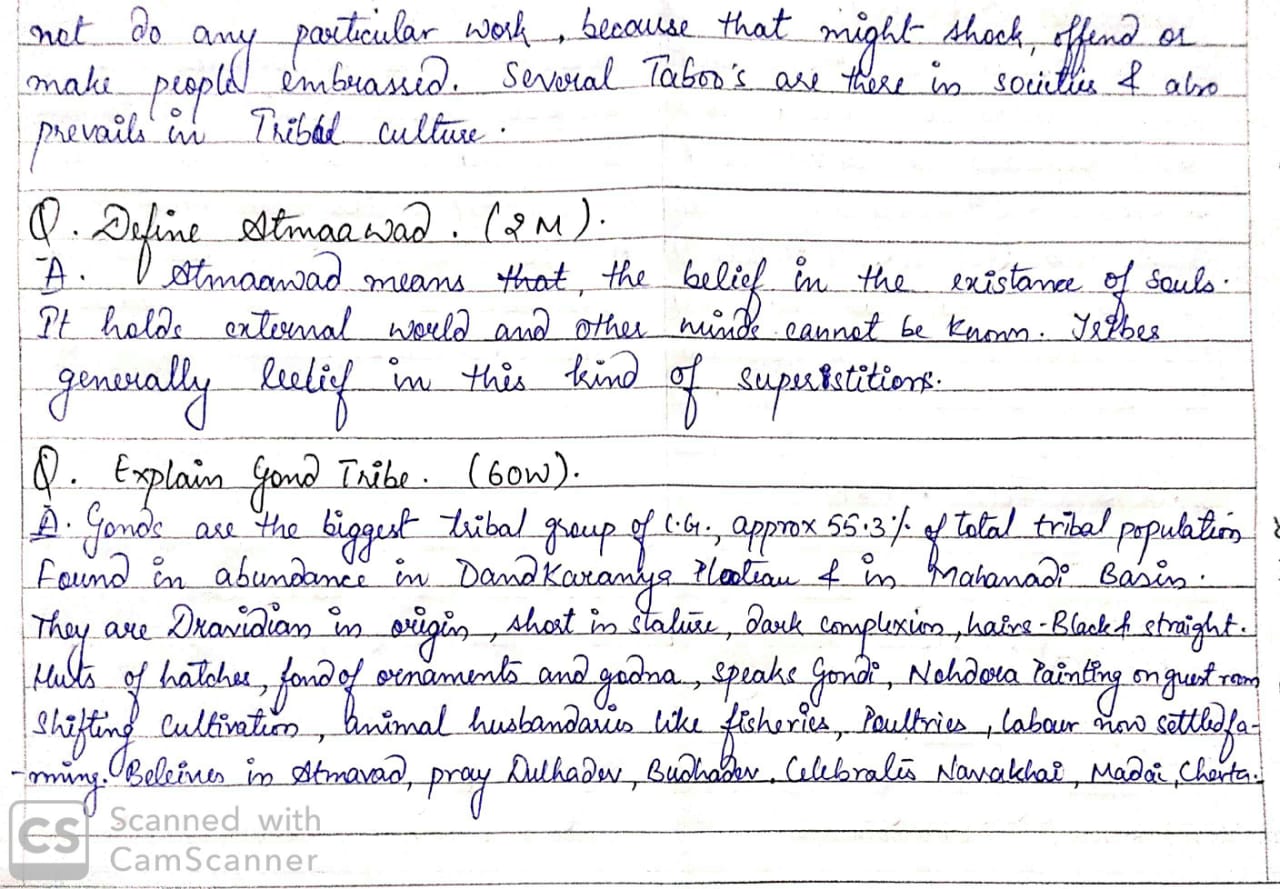 not do any particular work, because that might shock, offend or
make people embrassed. Several Taboo's are there in societies & also
prevails in Tribal culture.
Q. Define Atmaawad. (2M).
A. Atmaawad means that, the belief in the existance of souls.
It holds external world and other minds cannot be known. Tribes
generally belief in this kind of superstitions.
Q. Explain Gond Tribe. (60W).
A. Gonds are the biggest tribal group of C.G., approx 55.3% of total tribal population
Found in abundance in DandKaranya Plateau & in Mahanadi Basin.
They are Dravidian in origin, short in stature, dark complexion, hairs-Black & straight.
Huts of hatches, fond of ornaments and godna, speaks Gondi, Nohdora Painting on guest room
Shifting cultivation, animal husbandaries like fisheries, Poultries, labour now settled fa-
-rming. Beleives in Atmavad, pray Dulhadev, Budhadev. Celebrates Navakhai, Madai, Cherta.
CS Scanned with
CamScanner